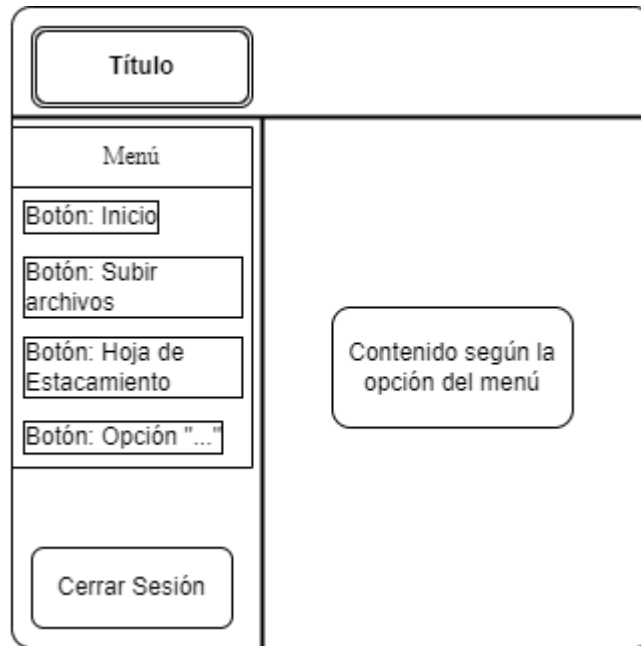 Título
Menú
Botón: Inicio
Botón: Subir
archivos
Botón: Hoja de
Estacamiento
Botón: Opción "..."
Contenido según la
opción del menú
Cerrar Sesión